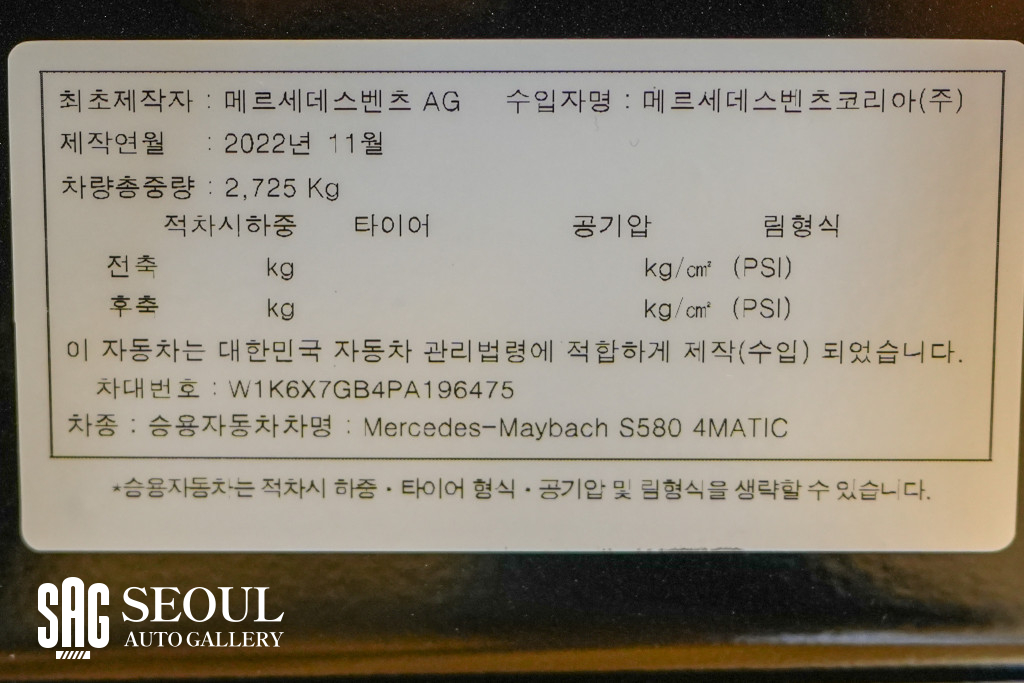 최초제작자 : 메르세데스벤츠 AG 수입자명 : 메르세데스벤츠코리아(주)
제작연월 : 2022년 11월
차량총중량 : 2,725 Kg
적차시하중 타이어 공기압 림형식
전축 kg kg/㎠ (PSI)
후축 kg kg/㎠ (PSI)
이 자동차는 대한민국 자동차 관리법령에 적합하게 제작(수입) 되었습니다.
차대번호 : W1K6X7GB4PA196475
차종 : 승용자동차차명 : Mercedes-Maybach S580 4MATIC
*승용자동차는 적차시 하중·타이어 형식·공기압 및 림형식을 생략할 수 있습니다.
SAG SEOUL
AUTO GALLERY